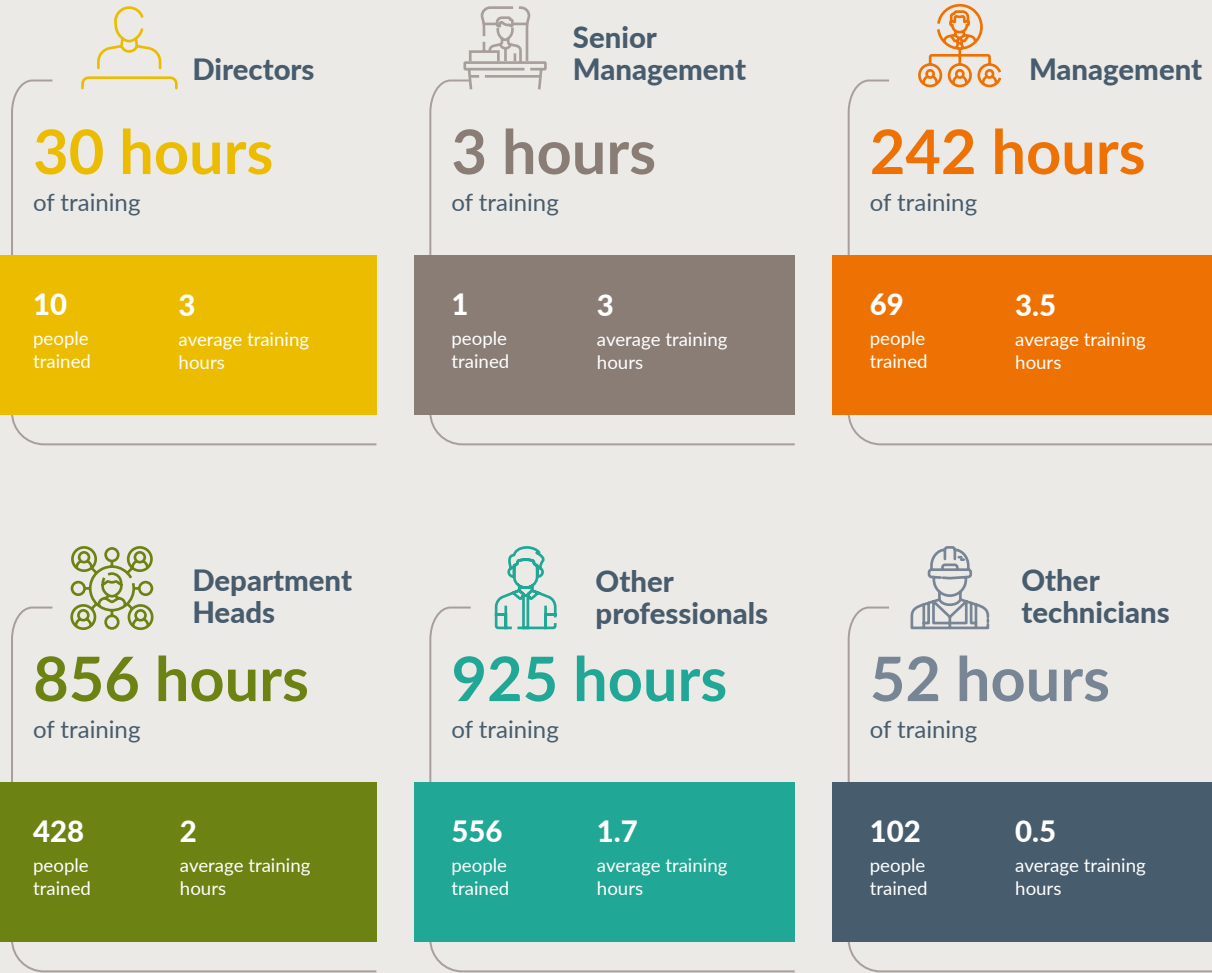 Directors
30 hours
of training
10
people
trained
3
average training
hours
Senior
Management
3 hours
of training
1
people
trained
3
average training
hours
Management
242 hours
of training
69
people
trained
3.5
average training
hours
Department
Heads
856 hours
of training
428
people
trained
2
average training
hours
Other
professionals
925 hours
of training
556
people
trained
1.7
average training
hours
Other
technicians
52 hours
of training
102
people
trained
0.5
average training
hours